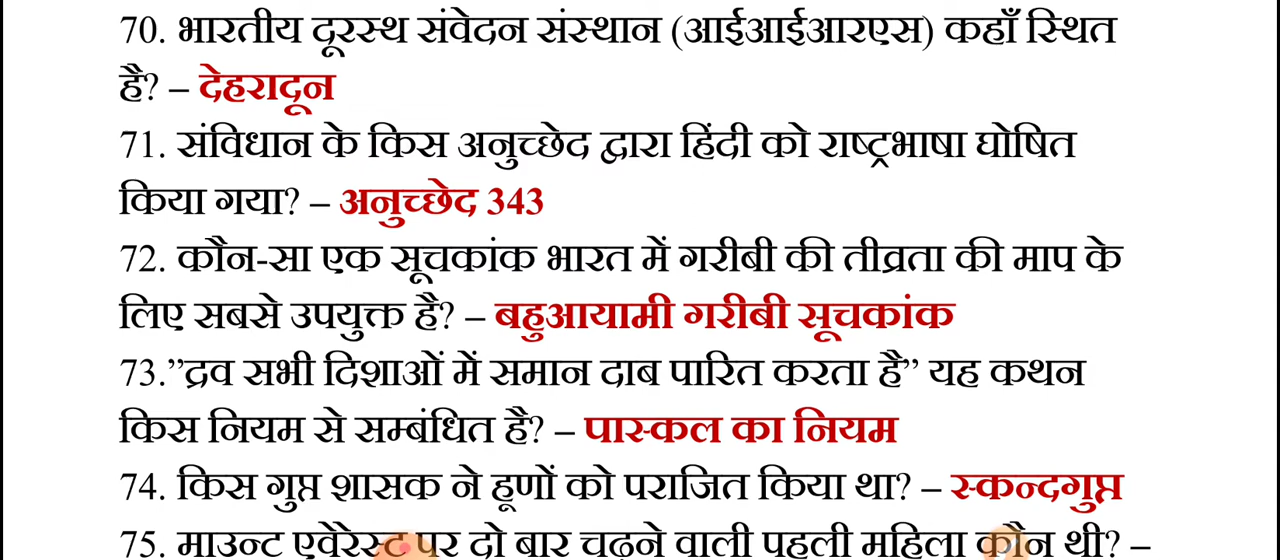 70. भारतीय दूरस्थ संवेदन संस्थान (आईआईआरएस) कहाँ स्थित
है? – देहरादून
71. संविधान के किस अनुच्छेद द्वारा हिंदी को राष्ट्रभाषा घोषित
किया गया? – अनुच्छेद 343
72. कौन-सा एक सूचकांक भारत में गरीबी की तीव्रता की माप के
लिए सबसे उपयुक्त है? – बहुआयामी गरीबी सूचकांक
73.”द्रव सभी दिशाओं में समान दाब पारित करता है” यह कथन
किस नियम से सम्बंधित है? – पास्कल का नियम
74. किस गुप्त शासक ने हूणों को पराजित किया था? – स्कन्दगुप्त
75. माउन्ट एवेरेस्ट पर दो बार चढ़ने वाली पहली महिला कौन थी? –